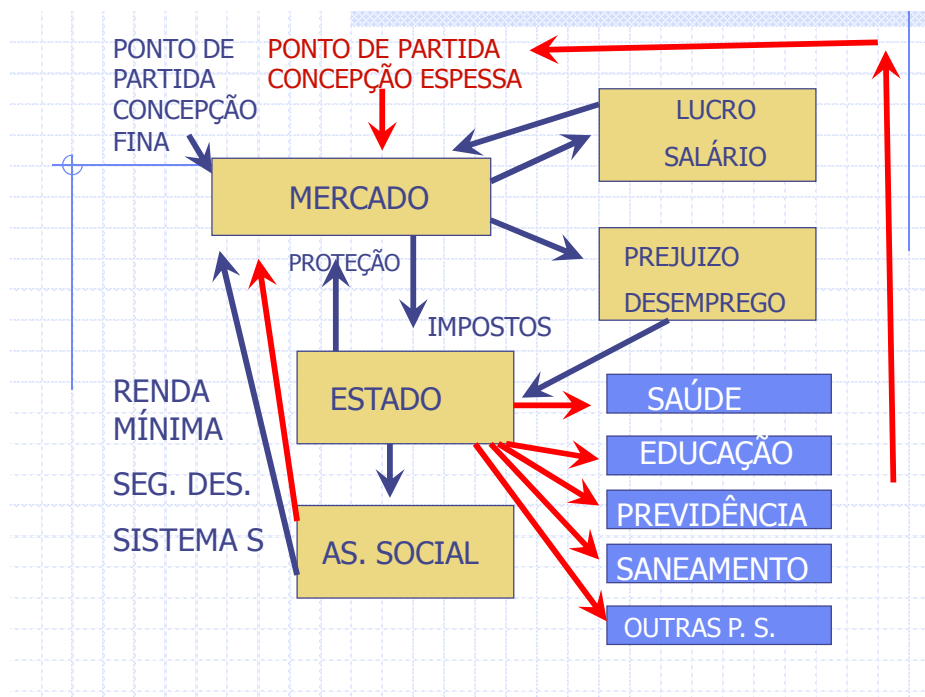 PONTO DE
PARTIDA
CONCEPÇÃO
FINA
PONTO DE PARTIDA
CONCEPÇÃO ESPESSA
LUCRO
SALÁRIO
MERCADO
PREJUIZO
DESEMPREGO
PROTEÇÃO
IMPOSTOS
ESTADO
RENDA
MÍNIMA
SEG. DES.
SISTEMA S
AS. SOCIAL
SAÚDE
EDUCAÇÃO
PREVIDÊNCIA
SANEAMENTO
OUTRAS P. S.